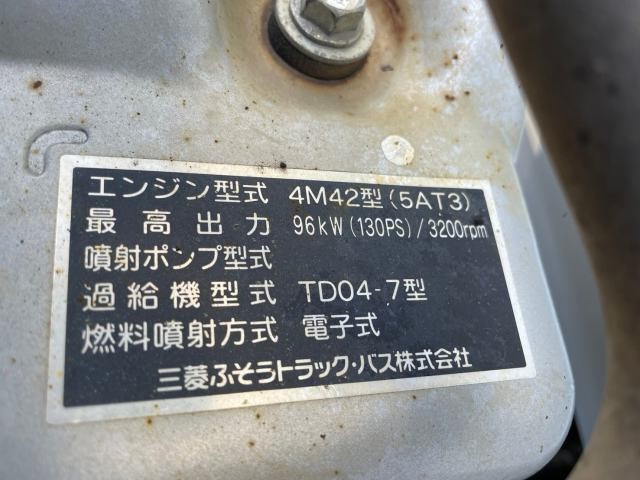 エンジン型式 4M42型(5AT3)
最高出力 96kW(130PS)/3200rpm
噴射ポンプ型式
過給機型式 TD04-7型
燃料噴射方式 電子式
三菱ふそうトラック・バス株式会社